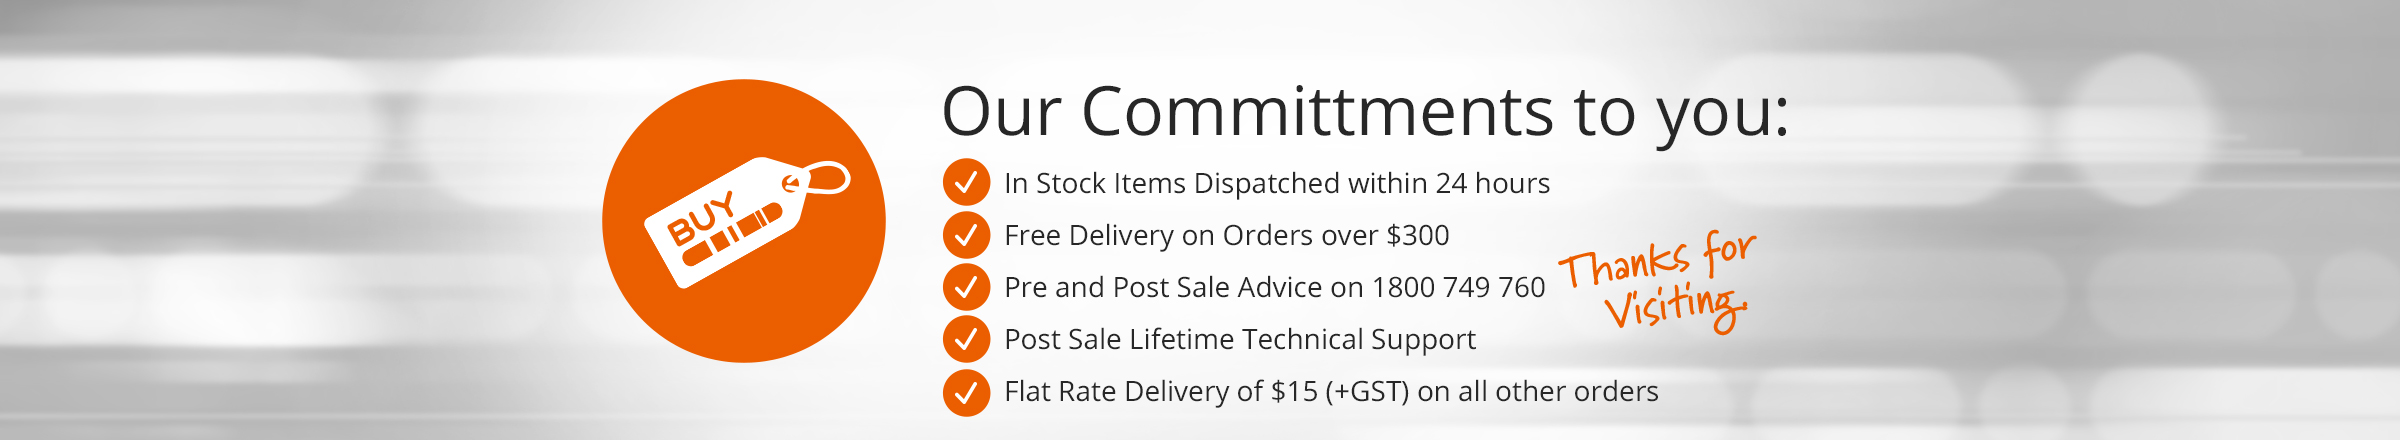 BUY
Our Committments to you:
In Stock Items Dispatched within 24 hours
Free Delivery on Orders over $300
Pre and Post Sale Advice on 1800 749 760
Post Sale Lifetime Technical Support
Flat Rate Delivery of $15 (+GST) on all other orders
Thanks for
Visiting.